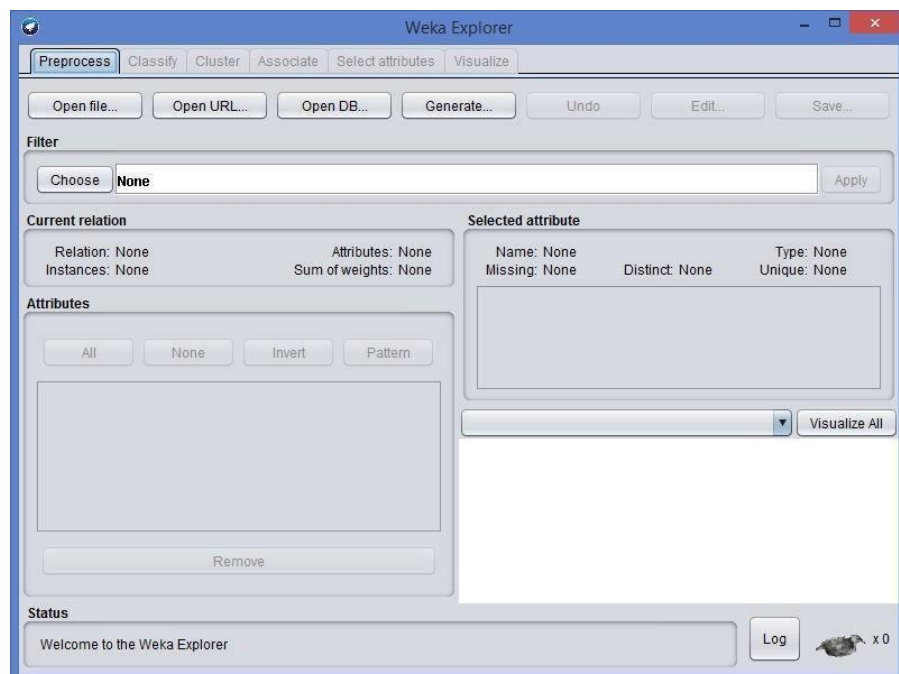 Weka Explorer
Preprocess Classify Cluster Associate Select attributes Visualize
Open file... Open URL... Open DB... Generate... Undo Edit... Save...
Filter
Choose None Apply
Current relation
Relation: None Attributes: None
Instances: None Sum of weights: None
Selected attribute
Name: None Type: None
Missing: None Distinct: None Unique: None
Attributes
All None Invert Pattern
Remove
Visualize All
Status
Welcome to the Weka Explorer
Log x 0